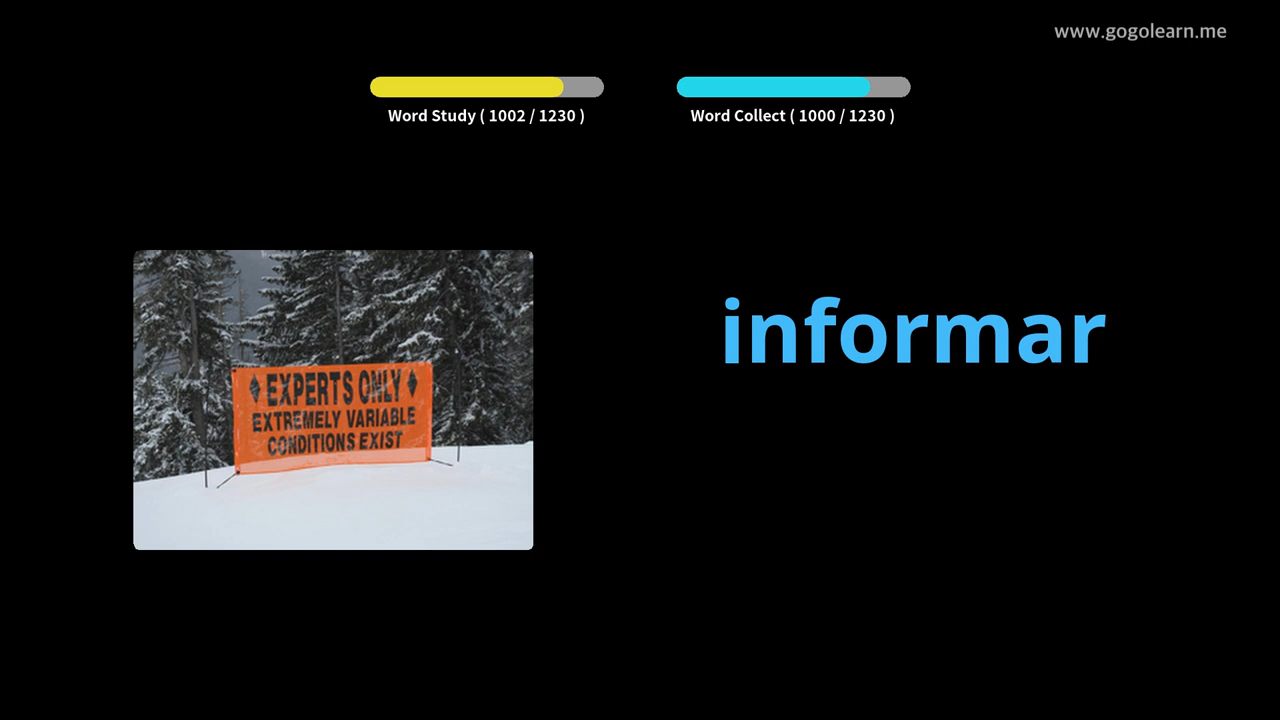 www.gogolearn.me
Word Study ( 1002 / 1230 )
Word Collect ( 1000 / 1230 )
EXPERTS ONLY
EXTREMELY VARIABLE
CONDITIONS EXIST
informar